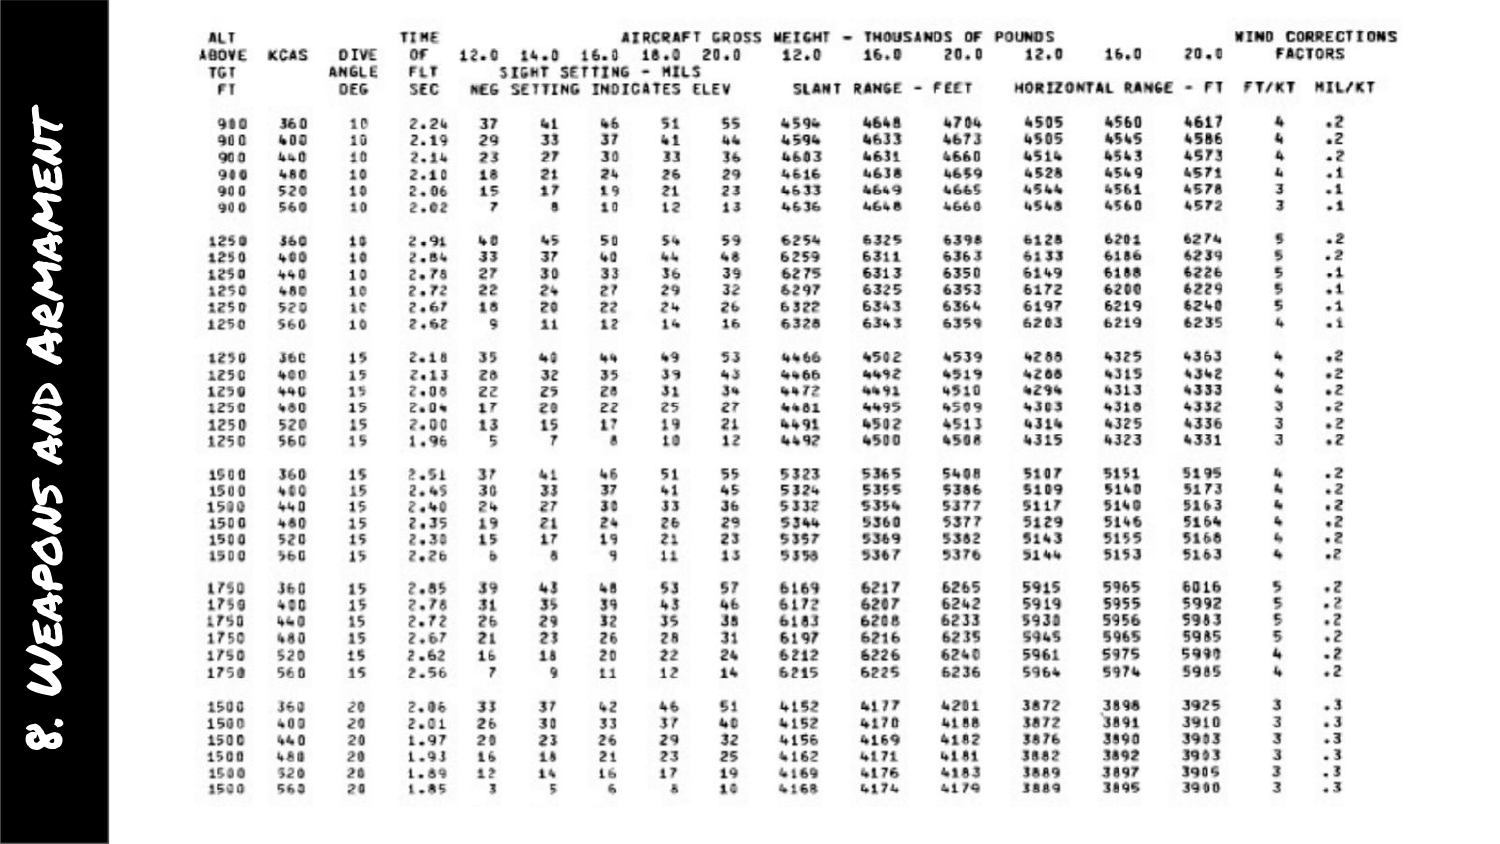 8. Weapons and Armament
ALT TIME AIRCRAFT GROSS WEIGHT - THOUSANDS OF POUNDS WIND CORRECTIONS
ABOVE KCAS DIVE OF 12.0 14.0 16.0 18.0 20.0 12.0 16.0 20.0 12.0 16.0 20.0 FACTORS
TGT ANGLE FLT SIGHT SETTING - MILS
FT DEG SEC NEG SETTING INDICATES ELEV SLANT RANGE - FEET HORIZONTAL RANGE - FT FT/KT MIL/KT
900 360 10 2.24 37 41 46 51 55 4594 4648 4704 4505 4560 4617 4 .2
900 400 10 2.19 29 33 37 41 44 4594 4633 4673 4505 4545 4586 4 .2
900 440 10 2.14 23 27 30 33 36 4603 4631 4660 4514 4543 4573 4 .2
900 480 10 2.10 18 21 24 26 29 4616 4638 4659 4528 4549 4571 4 .1
900 520 10 2.06 15 17 19 21 23 4633 4649 4665 4544 4561 4578 3 .1
900 560 10 2.02 7 8 10 12 13 4636 4648 4660 4548 4560 4572 3 .1
1250 360 10 2.91 40 45 50 54 59 6254 6325 6398 6128 6201 6274 5 .2
1250 400 10 2.84 33 37 40 44 48 6259 6311 6363 6133 6186 6239 5 .2
1250 440 10 2.78 27 30 33 36 39 6275 6313 6350 6149 6188 6226 5 .1
1250 480 10 2.72 22 24 27 29 32 6297 6325 6353 6172 6200 6229 5 .1
1250 520 10 2.67 18 20 22 24 26 6322 6343 6364 6197 6219 6240 5 .1
1250 560 10 2.62 9 11 12 14 16 6328 6343 6359 6203 6219 6235 4 .1
1250 360 15 2.18 35 40 44 49 53 4466 4502 4539 4288 4325 4363 4 .2
1250 400 15 2.13 28 32 35 39 43 4466 4492 4519 4288 4315 4342 4 .2
1250 440 15 2.08 22 25 28 31 34 4472 4491 4510 4294 4313 4333 4 .2
1250 480 15 2.04 17 20 22 25 27 4481 4495 4509 4303 4318 4332 3 .2
1250 520 15 2.00 13 15 17 19 21 4491 4502 4513 4314 4325 4336 3 .2
1250 560 15 1.96 5 7 8 10 12 4492 4500 4508 4315 4323 4331 3 .2
1500 360 15 2.51 37 41 46 51 55 5323 5365 5408 5107 5151 5195 4 .2
1500 400 15 2.45 30 33 37 41 45 5324 5355 5386 5109 5140 5173 4 .2
1500 440 15 2.40 24 27 30 33 36 5332 5354 5377 5117 5140 5163 4 .2
1500 480 15 2.35 19 21 24 26 29 5344 5360 5377 5129 5146 5164 4 .2
1500 520 15 2.30 15 17 19 21 23 5357 5369 5382 5143 5155 5168 4 .2
1500 560 15 2.26 6 8 9 11 13 5358 5367 5376 5144 5153 5163 4 .2
1750 360 15 2.85 39 43 48 53 57 6169 6217 6265 5915 5965 6016 5 .2
1750 400 15 2.78 31 35 39 43 46 6172 6207 6242 5919 5955 5992 5 .2
1750 440 15 2.72 26 29 32 35 38 6183 6208 6233 5930 5956 5983 5 .2
1750 480 15 2.67 21 23 26 28 31 6197 6216 6235 5945 5965 5985 5 .2
1750 520 15 2.62 16 18 20 22 24 6212 6226 6240 5961 5975 5990 4 .2
1750 560 15 2.56 7 9 11 12 14 6215 6225 6236 5964 5974 5985 4 .2
1500 360 20 2.06 33 37 42 46 51 4152 4177 4201 3872 3898 3925 3 .3
1500 400 20 2.01 26 30 33 37 40 4152 4170 4188 3872 3891 3910 3 .3
1500 440 20 1.97 20 23 26 29 32 4156 4169 4182 3876 3890 3903 3 .3
1500 480 20 1.93 16 18 21 23 25 4162 4171 4181 3882 3892 3903 3 .3
1500 520 20 1.89 12 14 16 17 19 4169 4176 4183 3889 3897 3905 3 .3
1500 560 20 1.85 3 5 6 8 10 4168 4174 4179 3889 3895 3900 3 .3